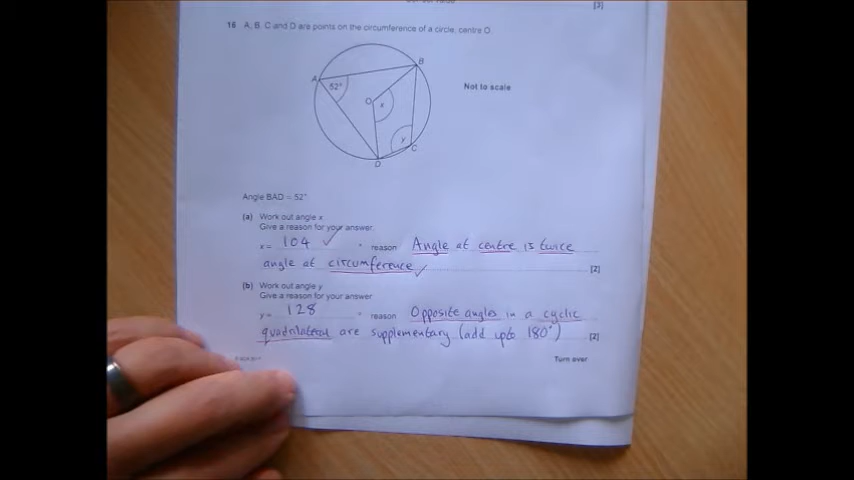 [3]
16 A, B, C and D are points on the circumference of a circle, centre O.
B
A
52°
Not to scale
O
x
y
C
D
Angle BAD = 52°
(a) Work out angle x
Give a reason for your answer.
x = 104 ✓ ° reason Angle at centre is twice
angle at circumference ✓ [2]
(b) Work out angle y
Give a reason for your answer
y = 128 ° reason Opposite angles in a cyclic
quadalateral are supplementary (add upto 180°) [2]
Turn over